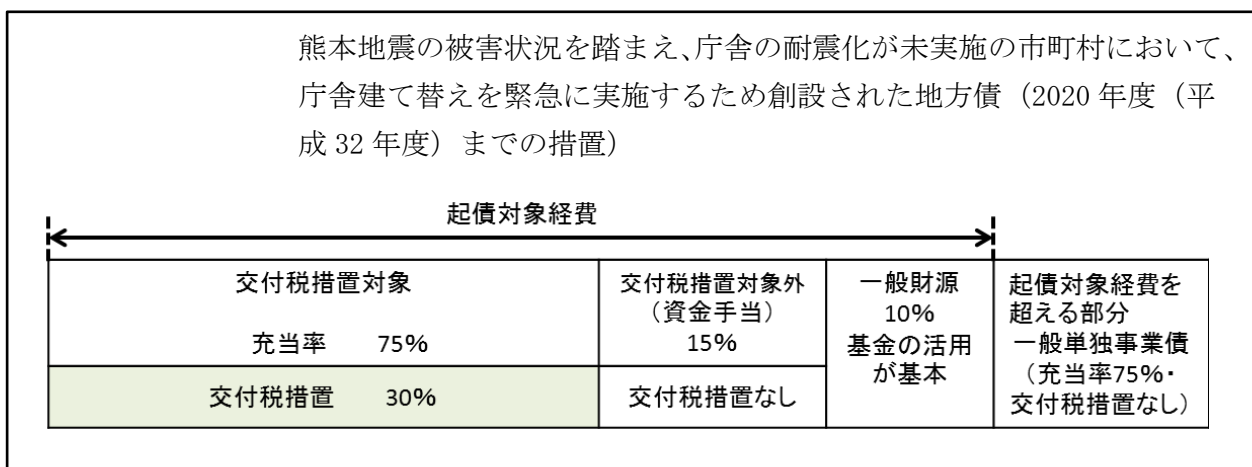 熊本地震の被害状況を踏まえ、庁舎の耐震化が未実施の市町村において、
庁舎建て替えを緊急に実施するため創設された地方債（2020 年度（平
成 32 年度）までの措置）
起債対象経費
交付税措置対象
充当率 75%
交付税措置対象外
（資金手当）
15%
一般財源
10%
基金の活用
が基本
起債対象経費を
超える部分
一般単独事業債
（充当率75%・
交付税措置なし）
交付税措置 30%
交付税措置なし